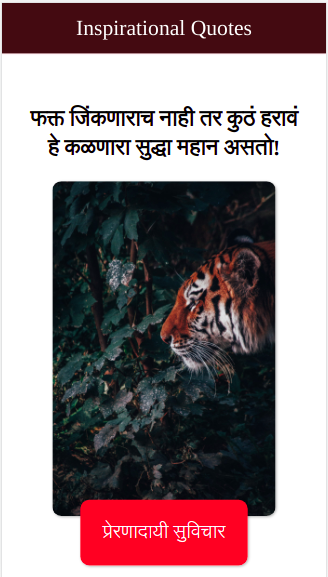 Inspirational Quotes
फक्त जिंकणाराच नाही तर कुठं हरावं
हे कळणारा सुद्धा महान असतो!
प्रेरणादायी सुविचार